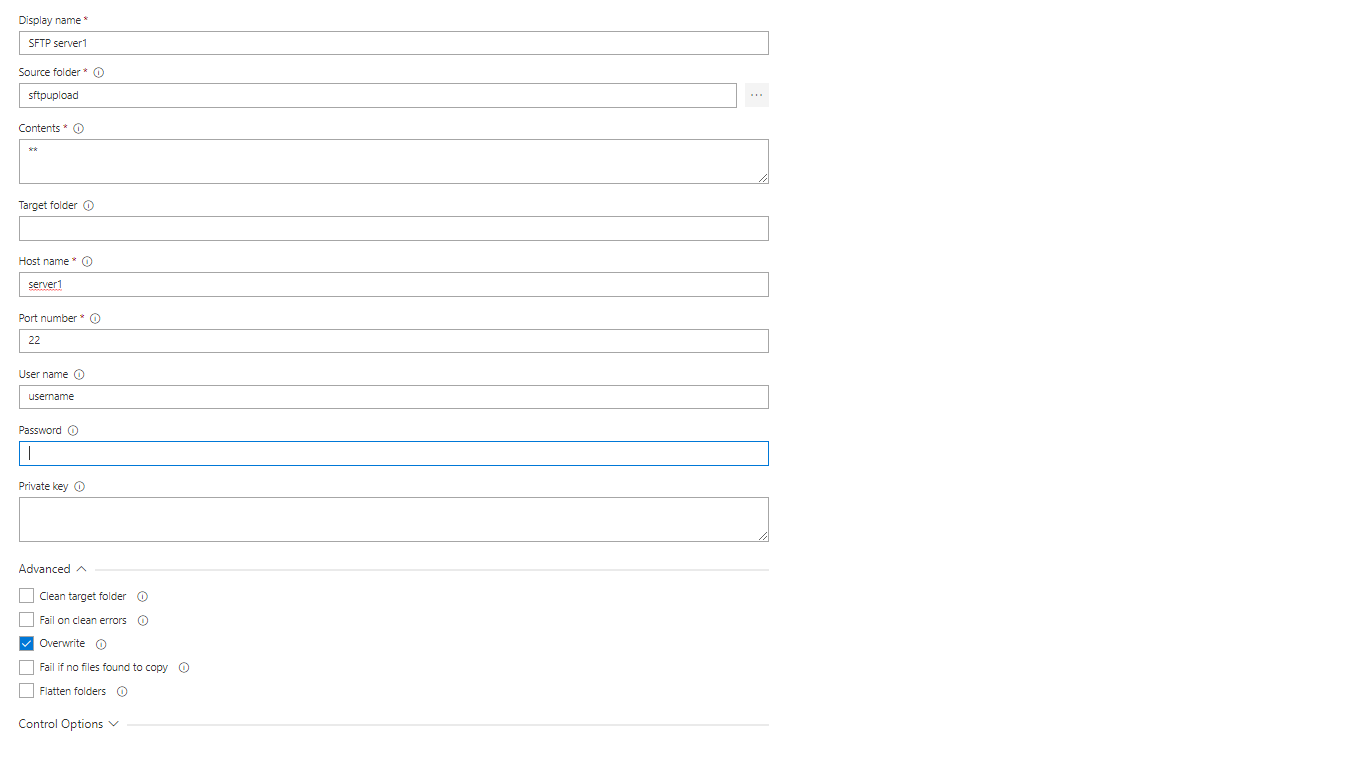 Display name *
SFTP server1
Source folder *
sftpupload
...
Contents *
**
Target folder
Host name *
server1
Port number *
22
User name
username
Password
Private key
Advanced
Clean target folder
Fail on clean errors
Overwrite
Fail if no files found to copy
Flatten folders
Control Options